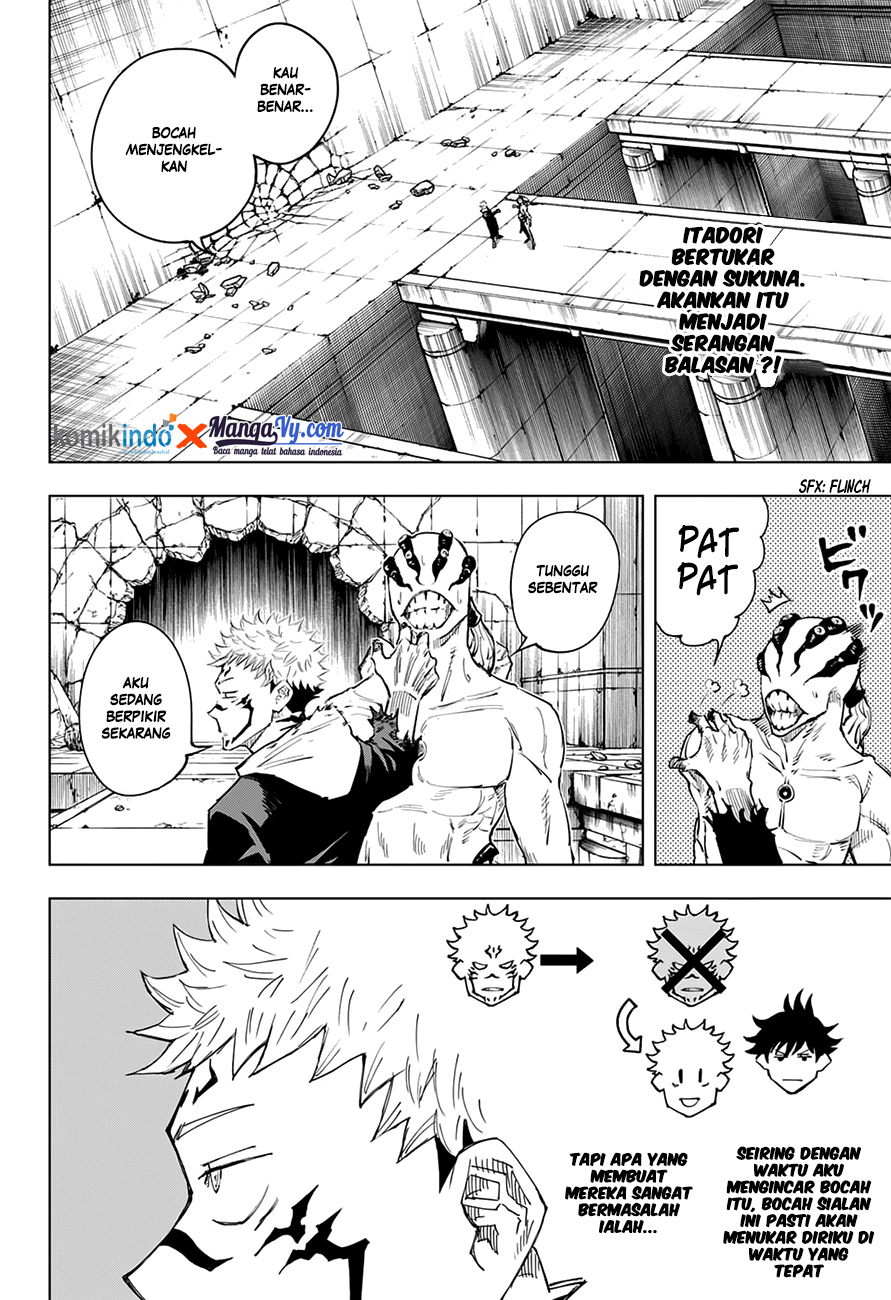 KAU
BENAR-
BENAR...
BOCAH
MENJENGKEL-
KAN
ITADORI
BERTUKAR
DENGAN SUKUNA.
AKANKAN ITU
MENJADI
SERANGAN
BALASAN ?!
komikindo X MangaVy.com
Baca manga telat bahasa indonesia
SFX: FLINCH
PAT
PAT
ビクッ
TUNGGU
SEBENTAR
AKU
SEDANG
BERPIKIR
SEKARANG
SEIRING DENGAN
WAKTU AKU
MENGINCAR BOCAH
ITU, BOCAH SIALAN
INI PASTI AKAN
MENUKAR DIRIKU DI
WAKTU YANG
TEPAT
TAPI APA YANG
MEMBUAT
MEREKA SANGAT
BERMASALAH
IALAH...